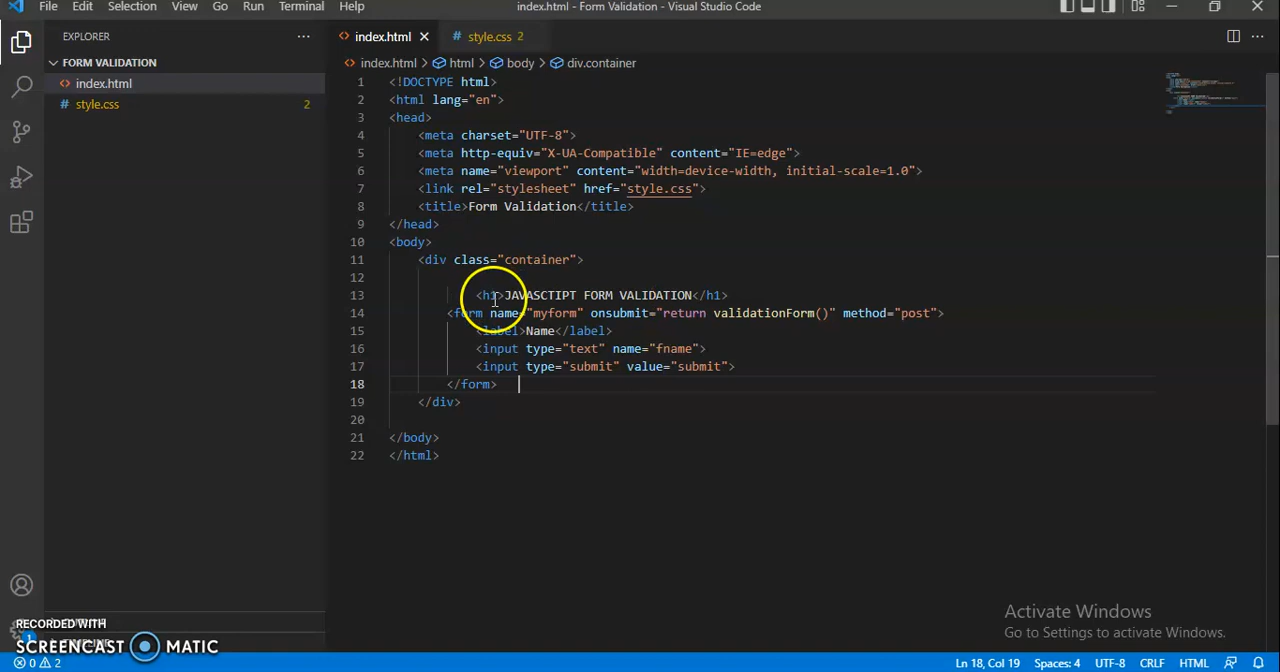 File Edit Selection View Go Run Terminal Help index.html - Form Validation - Visual Studio Code
EXPLORER
FORM VALIDATION
index.html
style.css 2
index.html style.css 2
index.html > html > body > div.container
1 <!DOCTYPE html>
2 <html lang="en">
3 <head>
4 <meta charset="UTF-8">
5 <meta http-equiv="X-UA-Compatible" content="IE=edge">
6 <meta name="viewport" content="width=device-width, initial-scale=1.0">
7 <link rel="stylesheet" href="style.css">
8 <title>Form Validation</title>
9 </head>
10 <body>
11 <div class="container">
12
13 <h1>JAVASCTIPT FORM VALIDATION</h1>
14 <form name="myform" onsubmit="return validationForm()" method="post">
15 <label>Name</label>
16 <input type="text" name="fname">
17 <input type="submit" value="submit">
18 </form>
19 </div>
20
21 </body>
22 </html>
RECORDED WITH
SCREENCAST MATIC
1
Activate Windows
Go to Settings to activate Windows.
0 2 Ln 18, Col 19 Spaces: 4 UTF-8 CRLF HTML